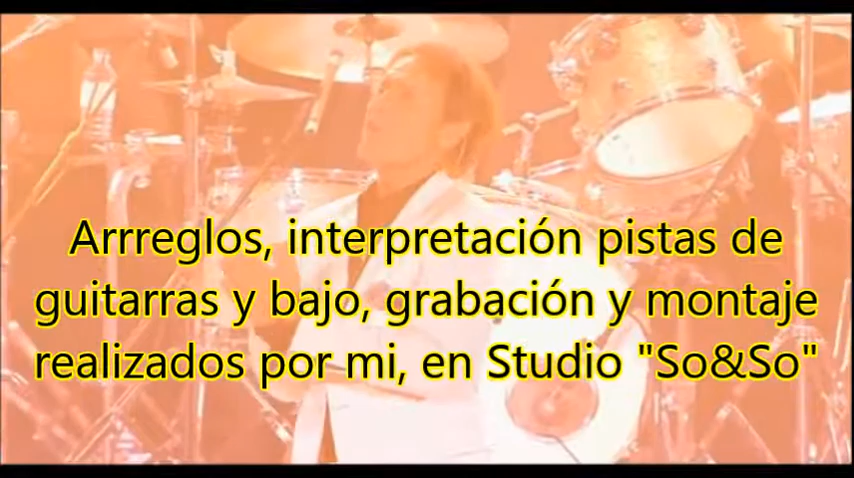 Arrreglos, interpretación pistas de
guitarras y bajo, grabación y montaje
realizados por mi, en Studio "So&So"